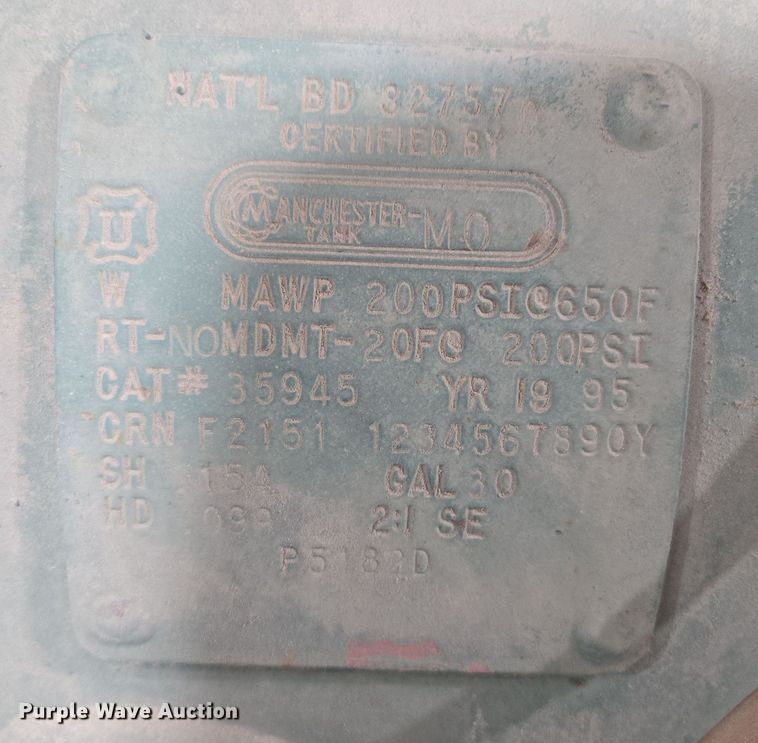 NAT'L BD 82757
CERTIFIED BY
MANCHESTER-MO
TANK
U
W MAWP 200PSI@650F
RT-NO MDMT-20F@ 200PSI
CAT# 35945 YR 19 95
CRN F2151 1234567890Y
SH GAL 30
HD 2:1 SE
P5182D
Purple Wave Auction